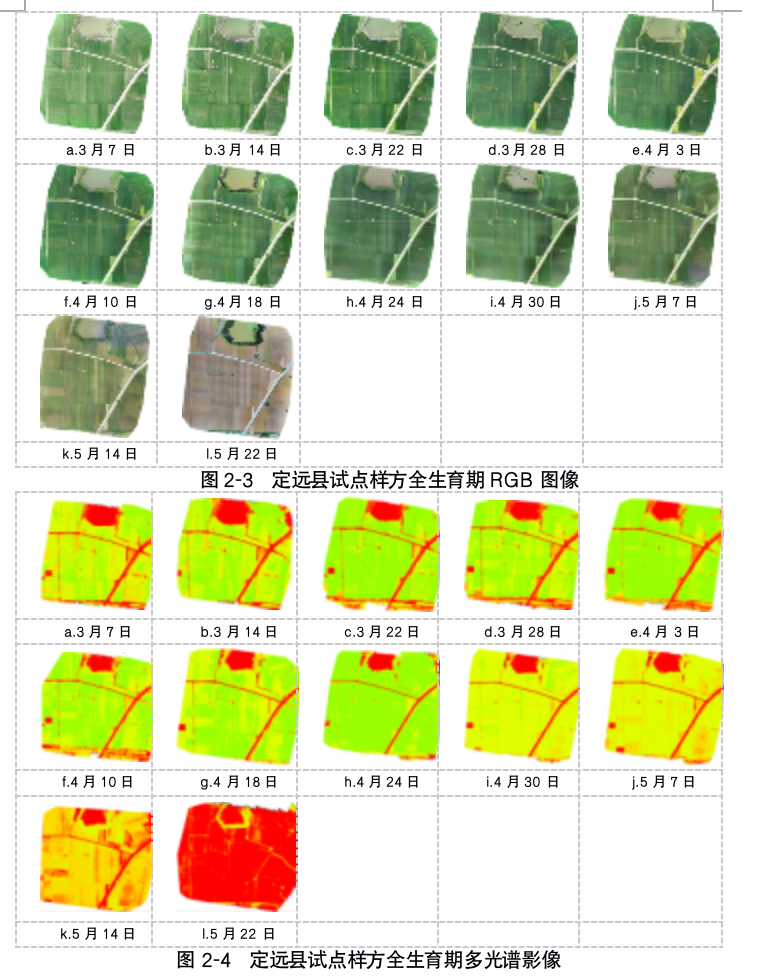 a.3 月 7 日 b.3 月 14 日 c.3 月 22 日 d.3 月 28 日 e.4 月 3 日
f.4 月 10 日 g.4 月 18 日 h.4 月 24 日 i.4 月 30 日 j.5 月 7 日
k.5 月 14 日 l.5 月 22 日
图 2-3 定远县试点样方全生育期 RGB 图像
a.3 月 7 日 b.3 月 14 日 c.3 月 22 日 d.3 月 28 日 e.4 月 3 日
f.4 月 10 日 g.4 月 18 日 h.4 月 24 日 i.4 月 30 日 j.5 月 7 日
k.5 月 14 日 l.5 月 22 日
图 2-4 定远县试点样方全生育期多光谱影像